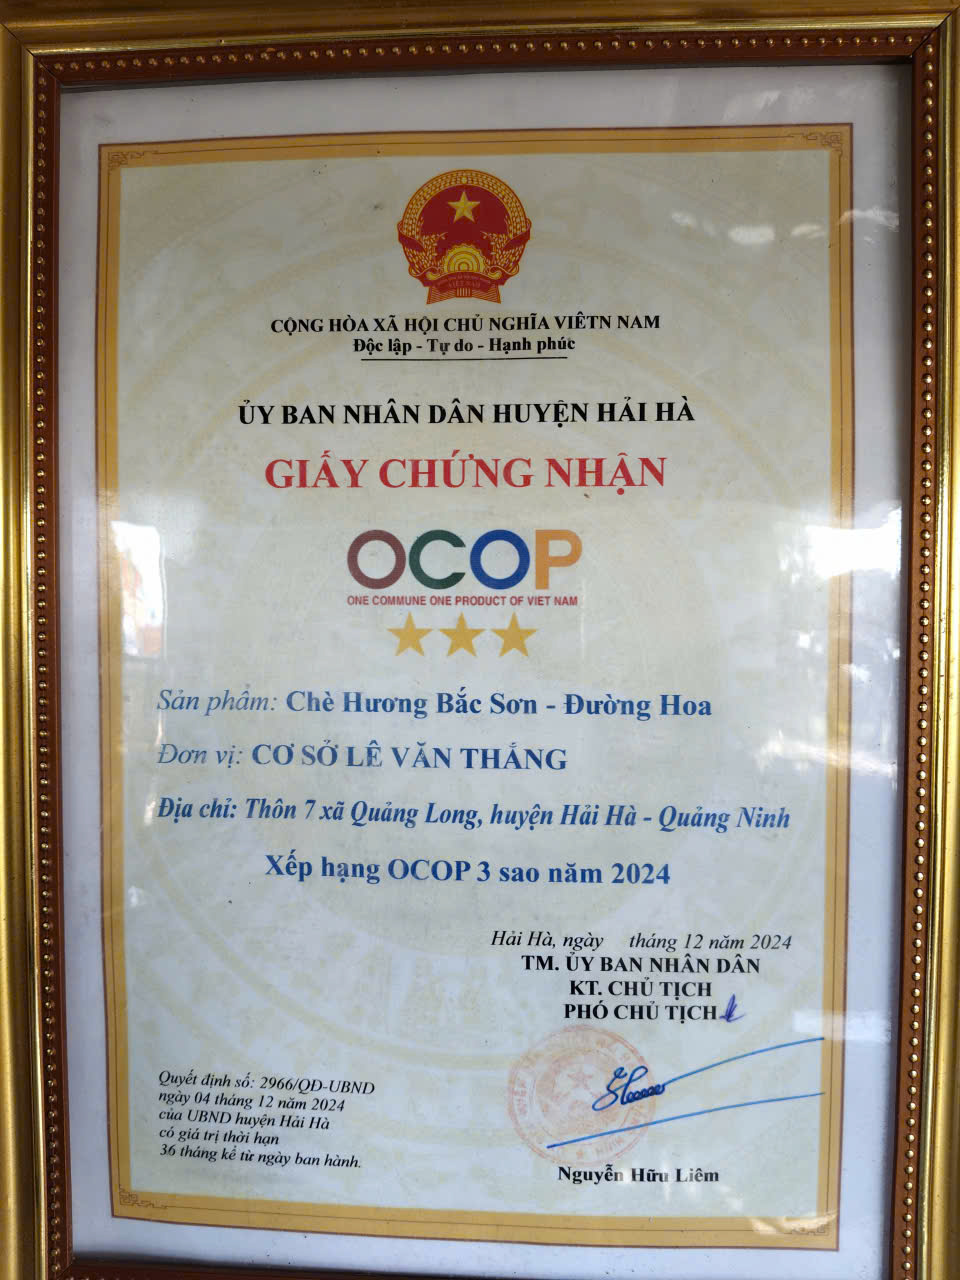 CỘNG HÒA XÃ HỘI CHỦ NGHĨA VIÊTN NAM
Độc lập - Tự do - Hạnh phúc
ỦY BAN NHÂN DÂN HUYỆN HẢI HÀ
GIẤY CHỨNG NHẬN
OCOP
ONE COMMUNE ONE PRODUCT OF VIET NAM
Sản phẩm: Chè Hương Bắc Sơn - Đường Hoa
Đơn vị: CƠ SỞ LÊ VĂN THẮNG
Địa chỉ: Thôn 7 xã Quảng Long, huyện Hải Hà - Quảng Ninh
Xếp hạng OCOP 3 sao năm 2024
Hải Hà, ngày tháng 12 năm 2024
TM. ỦY BAN NHÂN DÂN
KT. CHỦ TỊCH
PHÓ CHỦ TỊCH
Quyết định số: 2966/QĐ-UBND
ngày 04 tháng 12 năm 2024
của UBND huyện Hải Hà
có giá trị thời hạn
36 tháng kể từ ngày ban hành.
Nguyễn Hữu Liêm